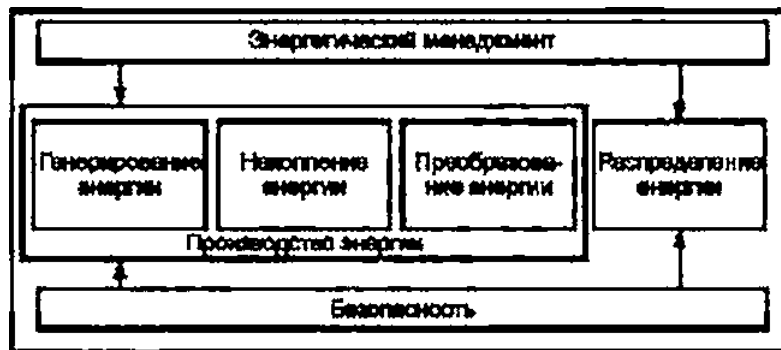 Энергетический менеджмент
Генерирование
энергии
Накопление
энергии
Преобразова-
ние энергии
Распределение
энергии
Производство энергии
Безопасность